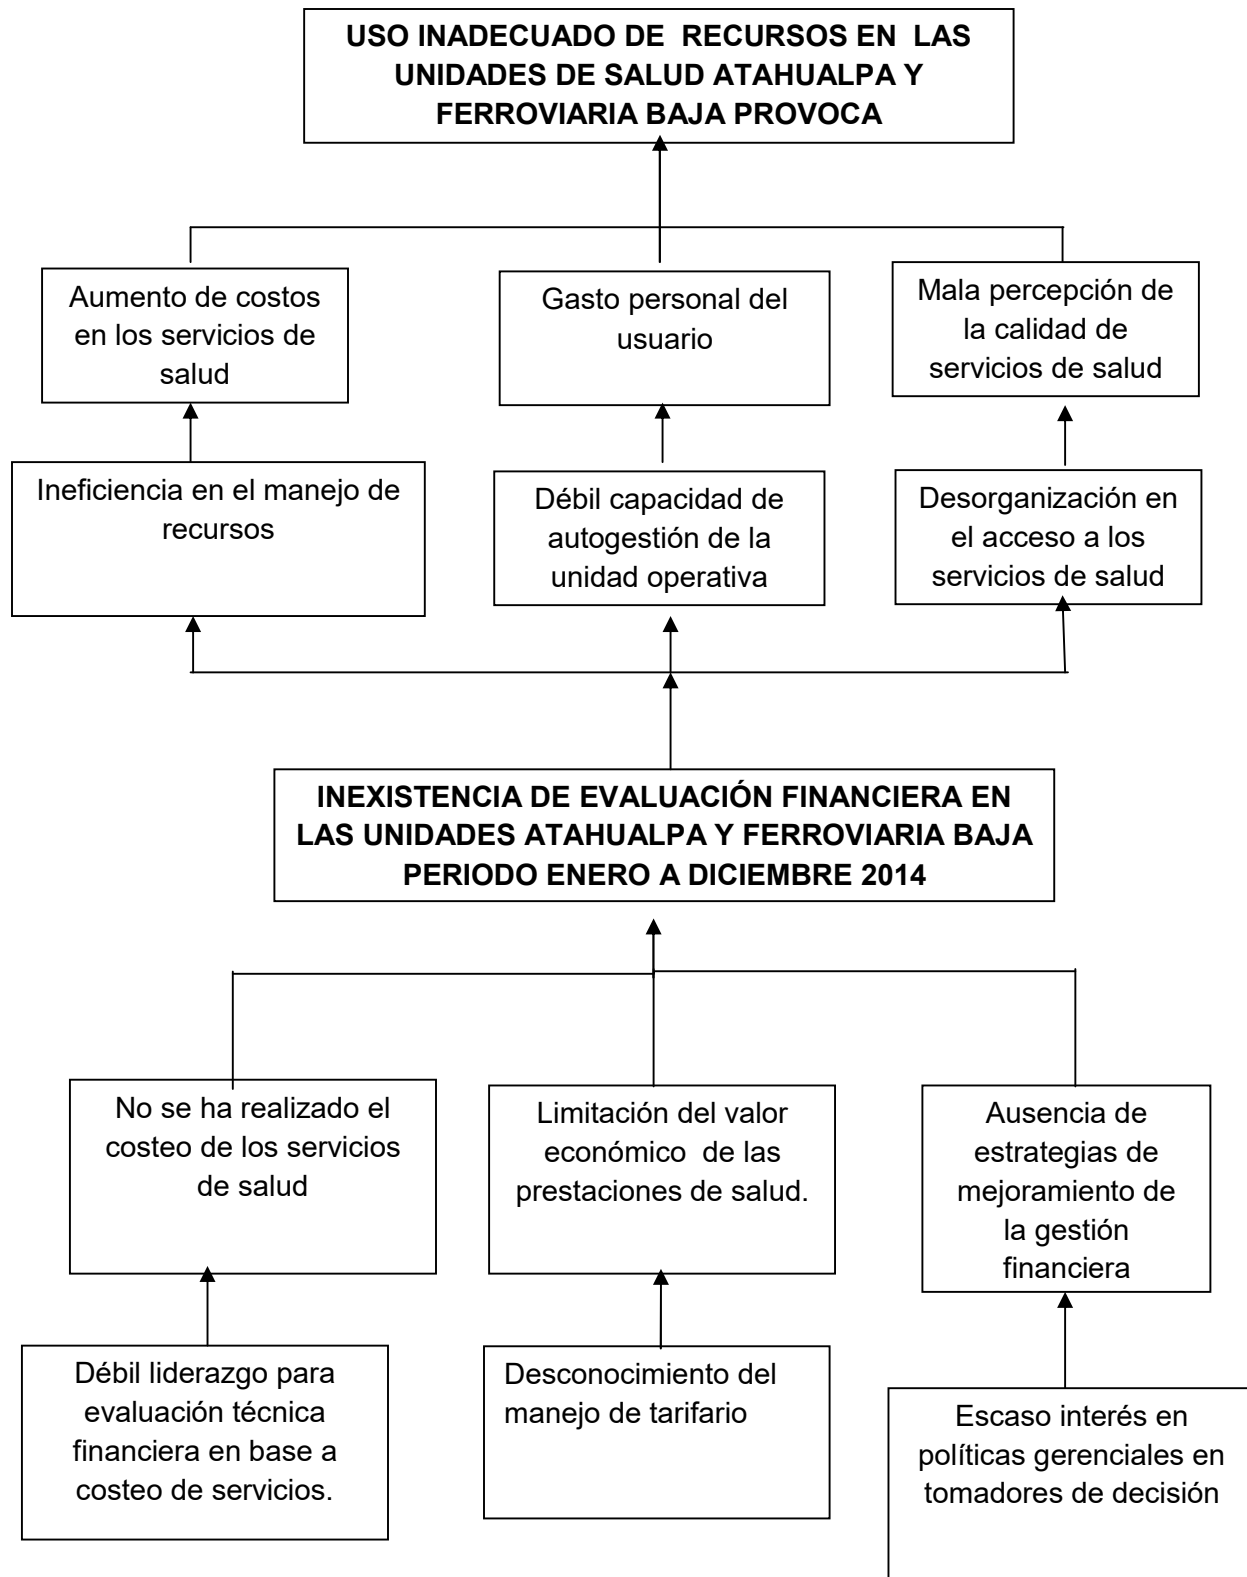 USO INADECUADO DE RECURSOS EN LAS
UNIDADES DE SALUD ATAHUALPA Y
FERROVIARIA BAJA PROVOCA
Aumento de costos
en los servicios de
salud
Gasto personal del
usuario
Mala percepción de
la calidad de
servicios de salud
Ineficiencia en el manejo de
recursos
Débil capacidad de
autogestión de la
unidad operativa
Desorganización en
el acceso a los
servicios de salud
INEXISTENCIA DE EVALUACIÓN FINANCIERA EN
LAS UNIDADES ATAHUALPA Y FERROVIARIA BAJA
PERIODO ENERO A DICIEMBRE 2014
No se ha realizado el
costeo de los servicios
de salud
Limitación del valor
económico de las
prestaciones de salud.
Ausencia de
estrategias de
mejoramiento de
la gestión
financiera
Débil liderazgo para
evaluación técnica
financiera en base a
costeo de servicios.
Desconocimiento del
manejo de tarifario
Escaso interés en
políticas gerenciales en
tomadores de decisión